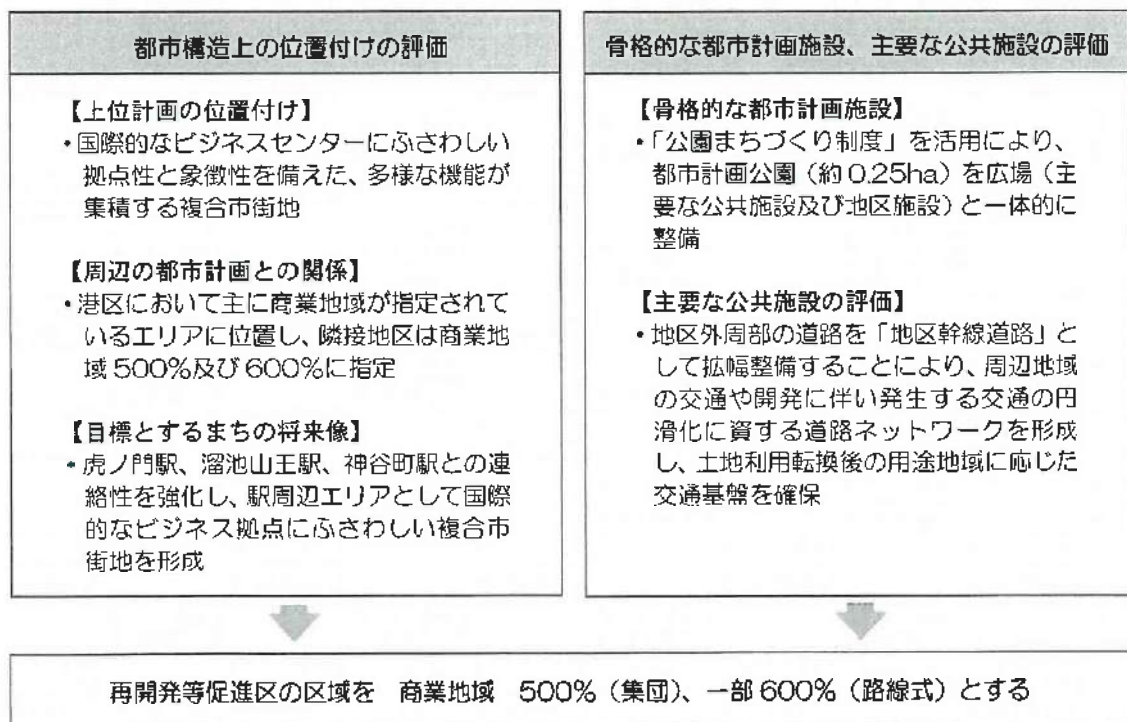 都市構造上の位置付けの評価
【上位計画の位置付け】
・国際的なビジネスセンターにふさわしい
拠点性と象徴性を備えた、多様な機能が
集積する複合市街地
【周辺の都市計画との関係】
・港区において主に商業地域が指定されて
いるエリアに位置し、隣接地区は商業地
域500%及び600%に指定
【目標とするまちの将来像】
・虎ノ門駅、溜池山王駅、神谷町駅との連
絡性を強化し、駅周辺エリアとして国際
的なビジネス拠点にふさわしい複合市
街地を形成
骨格的な都市計画施設、主要な公共施設の評価
【骨格的な都市計画施設】
・「公園まちづくり制度」を活用により、
都市計画公園（約0.25ha）を広場（主
要な公共施設及び地区施設）と一体的に
整備
【主要な公共施設の評価】
・地区外周部の道路を「地区幹線道路」と
して拡幅整備することにより、周辺地域
の交通や開発に伴い発生する交通の円
滑化に資する道路ネットワークを形成
し、土地利用転換後の用途地域に応じた
交通基盤を確保
再開発等促進区の区域を　商業地域　500%（集団）、一部600%（路線式）とする